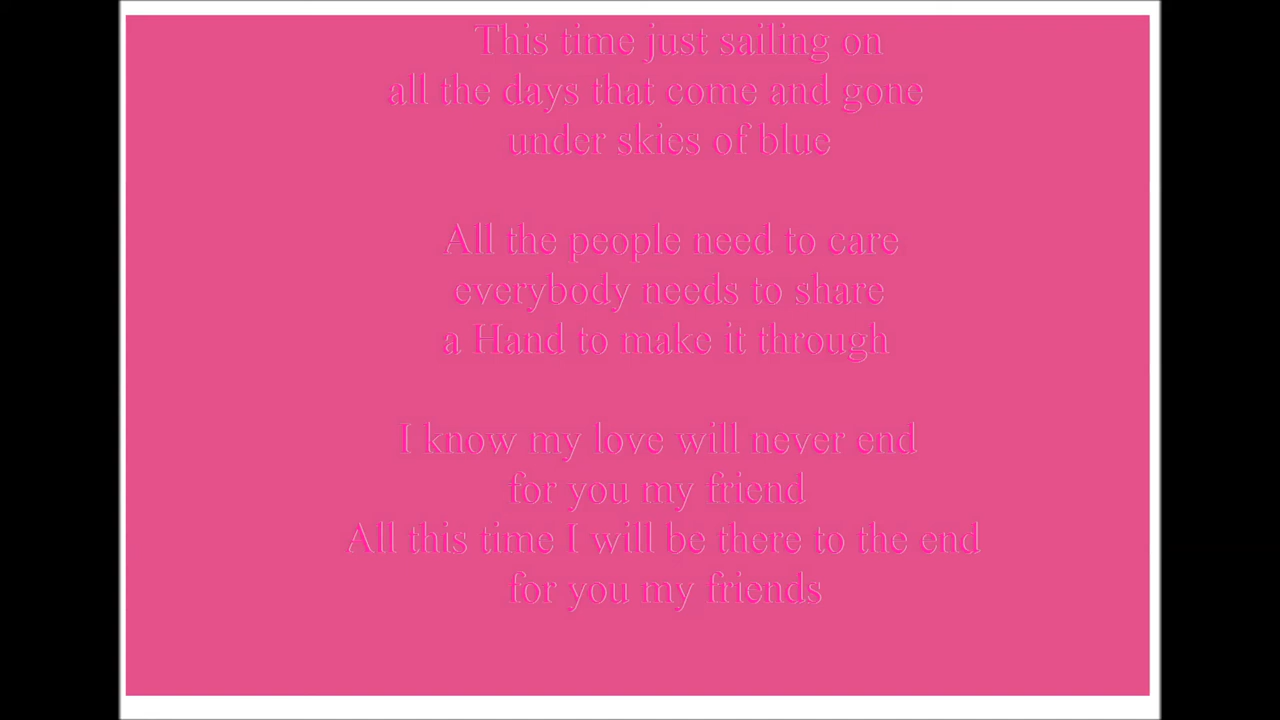 This time just sailing on
all the days that come and gone
under skies of blue
All the people need to care
everybody needs to share
a Hand to make it through
I know my love will never end
for you my friend
All this time I will be there to the end
for you my friends